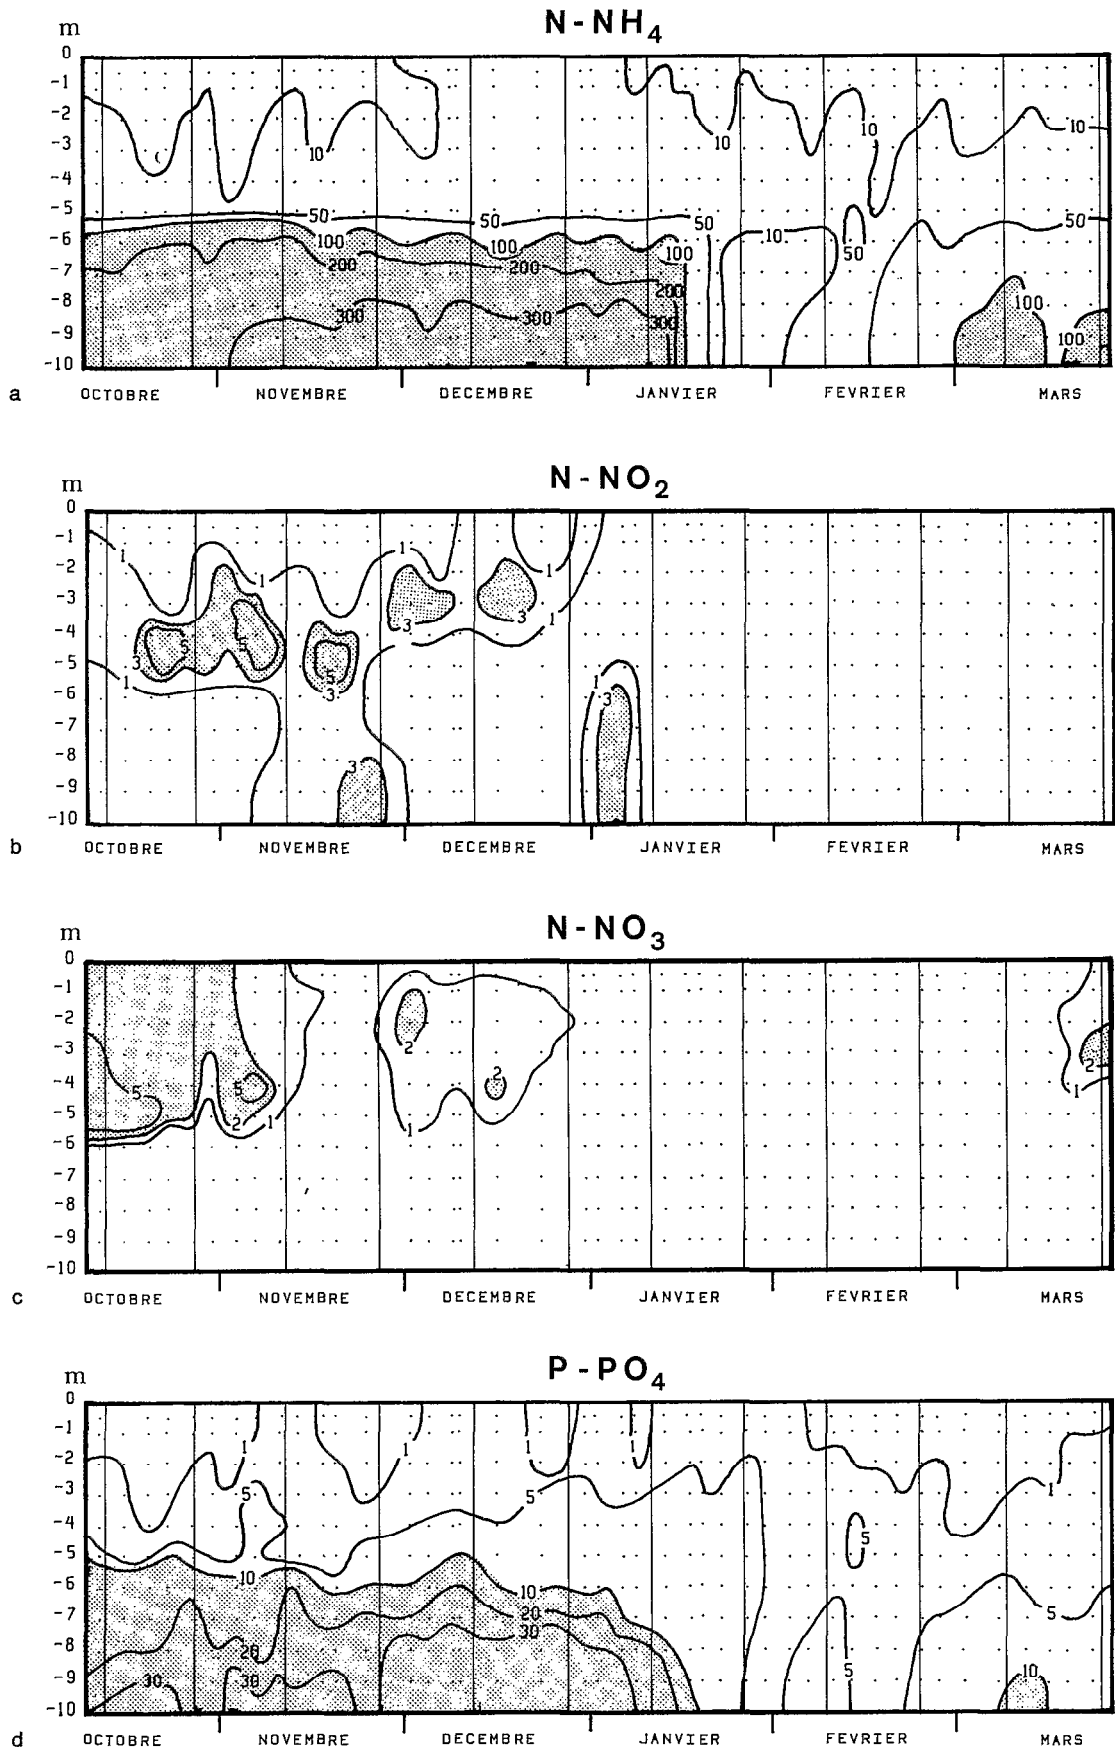 N-NH4
m
0
-1
-2
-3
-4
-5
-6
-7
-8
-9
-10
10 10 10 10
50 50 50 50
100 100 100 10 50
200 200 200
300 300 300 100 100
a OCTOBRE NOVEMBRE DECEMBRE JANVIER FEVRIER MARS
N-NO2
m
0
-1
-2
-3
-4
-5
-6
-7
-8
-9
-10
1 1 1 1 1
3 5 5 3 3
1 5 3 1 3
3
b OCTOBRE NOVEMBRE DECEMBRE JANVIER FEVRIER MARS
N-NO3
m
0
-1
-2
-3
-4
-5
-6
-7
-8
-9
-10
2 2
5 5 2 1
2 1 1
c OCTOBRE NOVEMBRE DECEMBRE JANVIER FEVRIER MARS
P-PO4
m
0
-1
-2
-3
-4
-5
-6
-7
-8
-9
-10
1 1 1 1
5 5 1
5
10 10
20 20 5
30 30 30 5 10
d OCTOBRE NOVEMBRE DECEMBRE JANVIER FEVRIER MARS